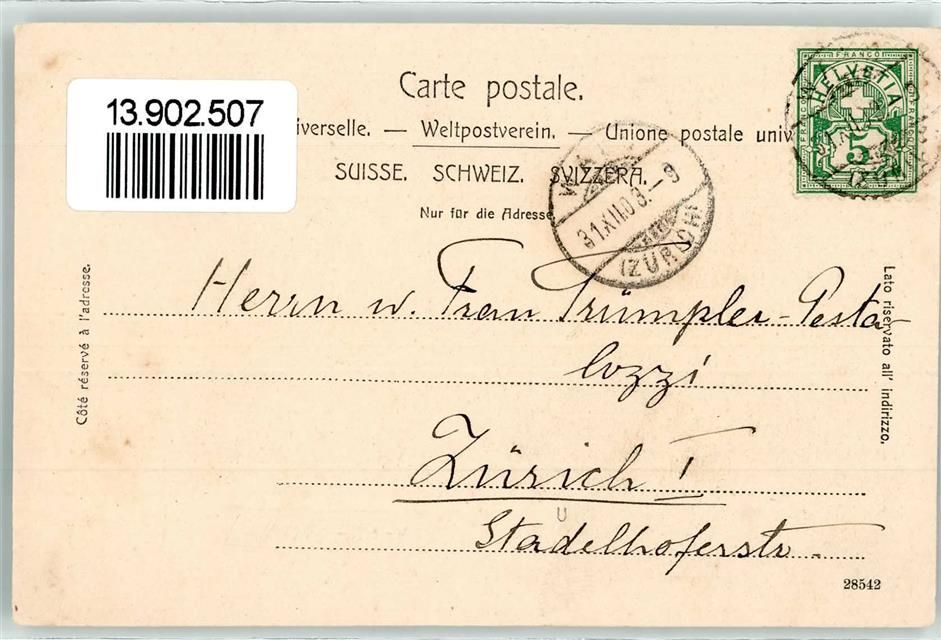 Carte postale.
13.902.507
iverselle. — Weltpostverein. — Unione postale univ
SUISSE. SCHWEIZ. SVIZZERA.
Nur für die Adresse
FRANCO
HELVETIA
5
WALD
31.XII.03.–9
(ZÜRICH)
Côté réservé à l'adresse.
Lato riservato all' indirizzo.
Herrn u. Frau Trümpler-Pesta-
lozzi
Zürich I
Stadelhoferstr.
28542